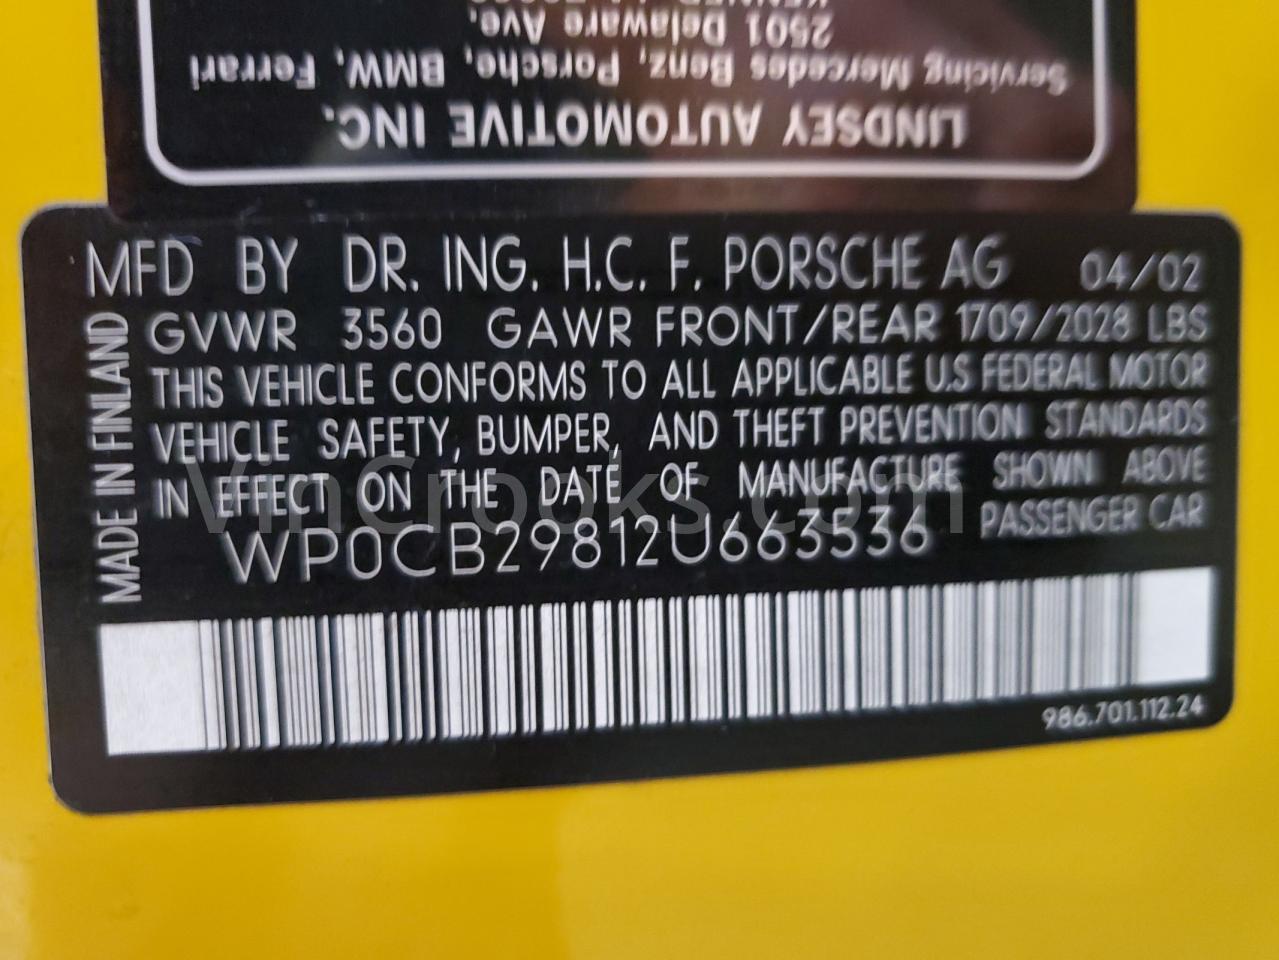 KENNER, LA
2501 Delaware Ave.
Servicing Mercedes Benz, Porsche, BMW, Ferrari
LINDSEY AUTOMOTIVE INC.
MFD BY DR. ING. H.C. F. PORSCHE AG 04/02
GVWR 3560 GAWR FRONT/REAR 1709/2028 LBS
THIS VEHICLE CONFORMS TO ALL APPLICABLE U.S FEDERAL MOTOR
VEHICLE SAFETY, BUMPER, AND THEFT PREVENTION STANDARDS
IN EFFECT ON THE DATE OF MANUFACTURE SHOWN ABOVE
WP0CB29812U663536 PASSENGER CAR
MADE IN FINLAND
986.701.112.24
VinCrooks.com